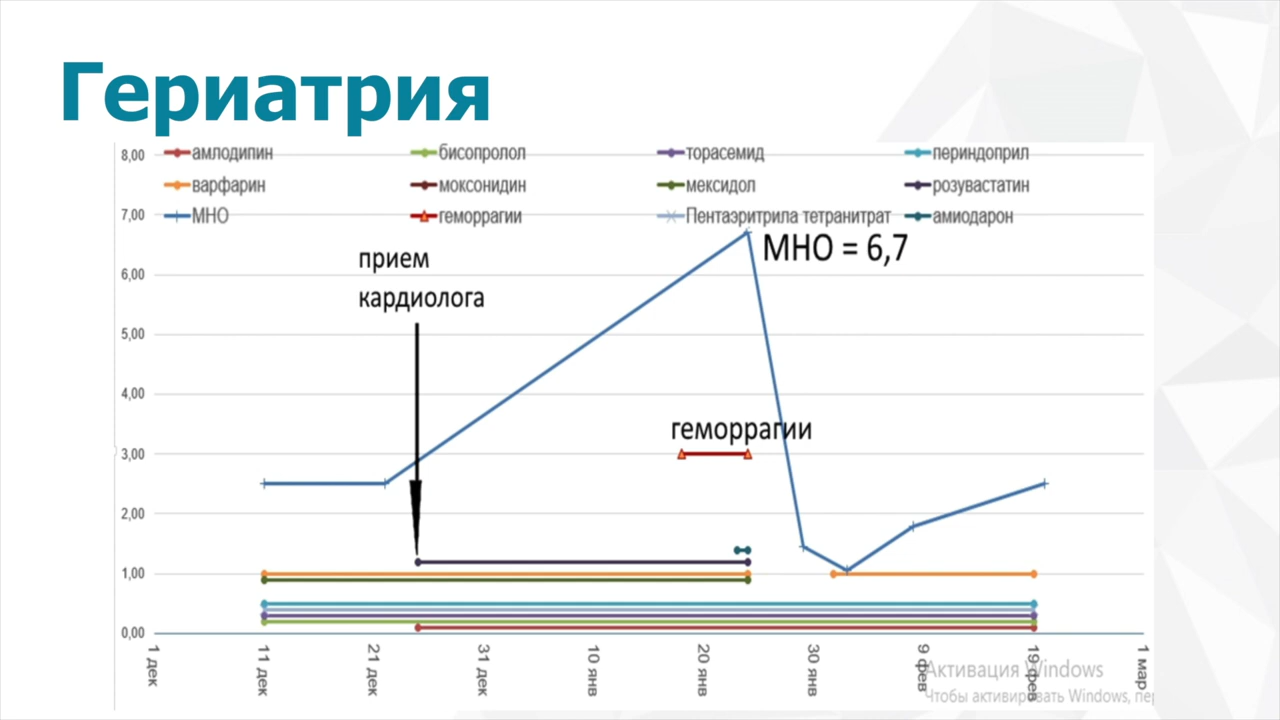 Гериатрия
8,00
амлодипин бисопролол торасемид периндоприл
варфарин моксонидин мексидол розувастатин
7,00
МНО геморрагии Пентаэритрила тетранитрат амиодарон
МНО = 6,7
прием
кардиолога
6,00
5,00
4,00
геморрагии
3,00
2,00
1,00
0,00
1 дек 11 дек 21 дек 31 дек 10 янв 20 янв 30 янв 9 фев 19 фев 1 мар
Активация Windows
Чтобы активировать Windows, пер